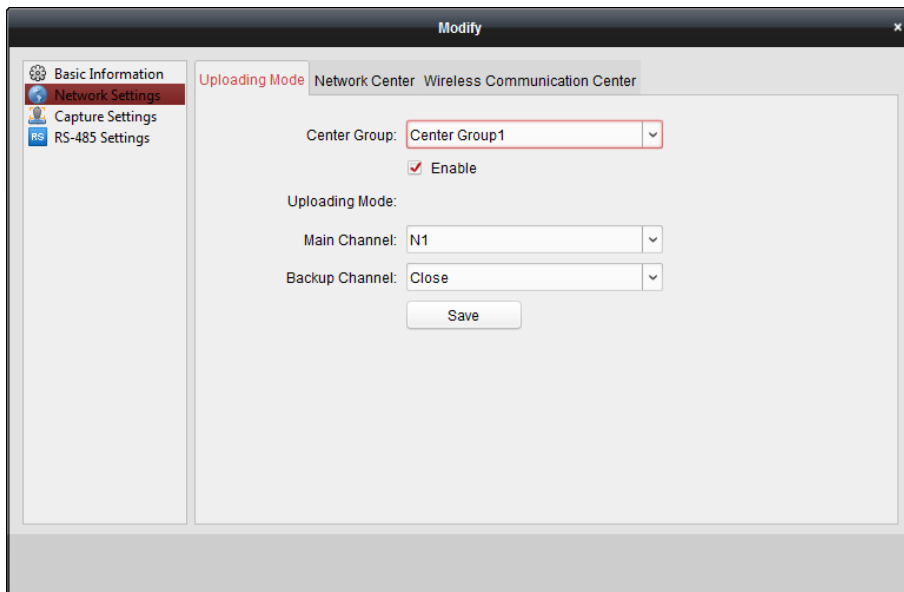 Modify
×
Basic Information
Network Settings
Capture Settings
RS RS-485 Settings
Uploading Mode Network Center Wireless Communication Center
Center Group: Center Group1
Enable
Uploading Mode:
Main Channel: N1
Backup Channel: Close
Save